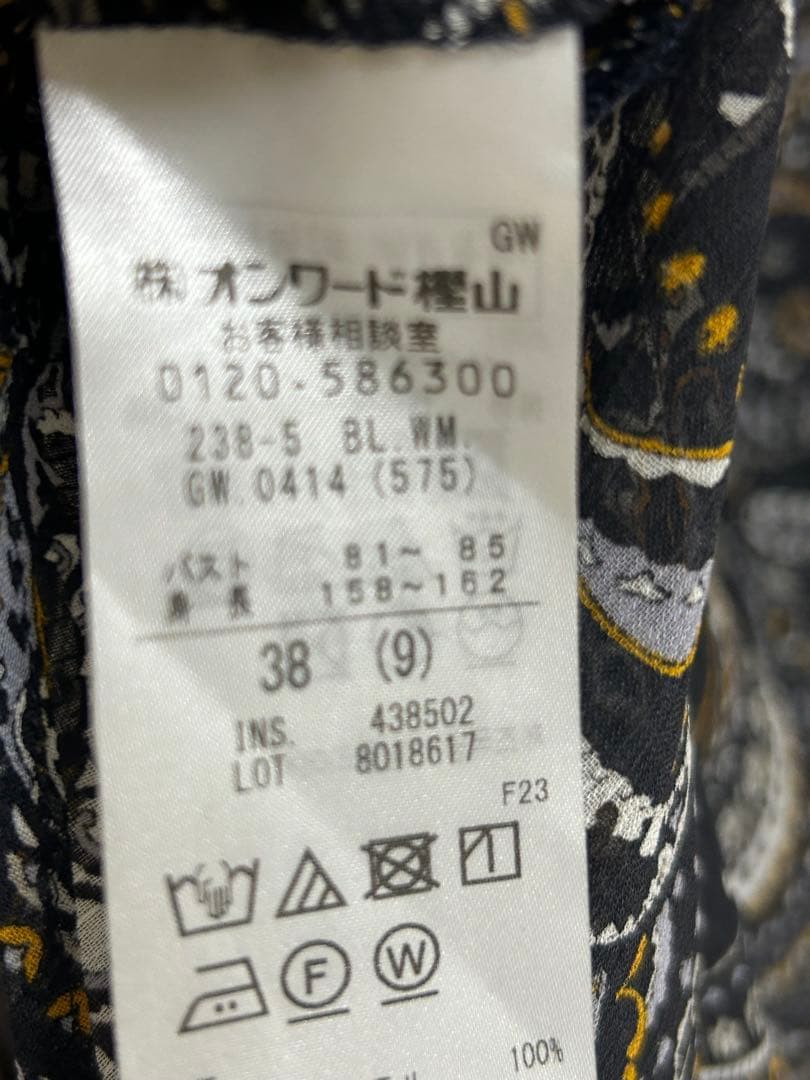 GW
(株)オンワード樫山
お客様相談室
0120-586300
238-5 BL.WM.
GW.0414 (575)
バスト 81～ 85
身 長 158～162
38 (9)
INS. 438502
LOT 8018617
F23
F W
100%